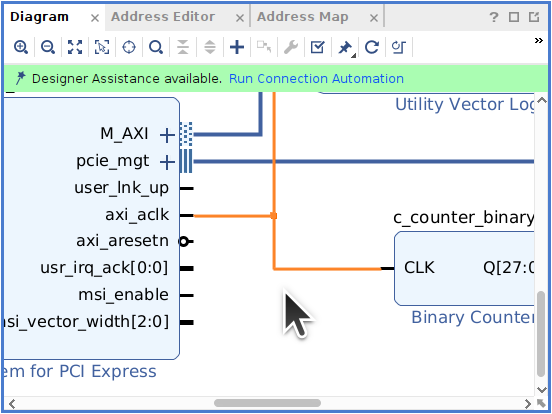 Diagram × Address Editor × Address Map × ? 
»
Designer Assistance available. Run Connection Automation
Utility Vector Log
M_AXI
pcie_mgt
user_lnk_up
axi_aclk
c_counter_binary
axi_aresetn
usr_irq_ack[0:0]
CLK Q[27:0
msi_enable
msi_vector_width[2:0]
Binary Counter
em for PCI Express